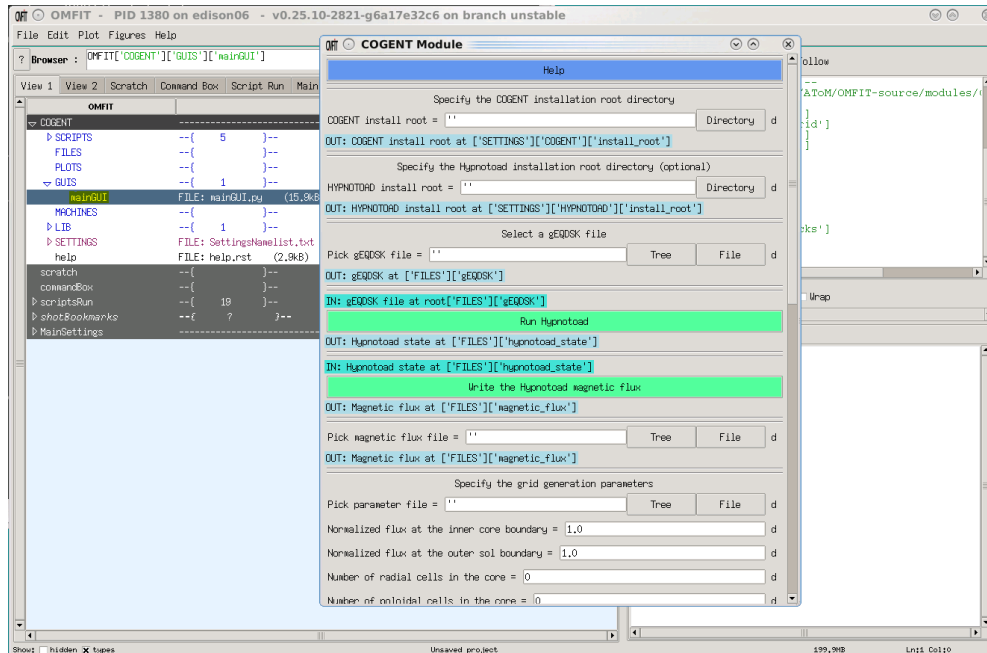 OMFIT - PID 1380 on edison06 - v0.25.10-2821-g6a17e32c6 on branch unstable
File Edit Plot Figures Help
? Browser : OMFIT['COGENT']['GUIS']['mainGUI']
View 1 View 2 Scratch Command Box Script Run Main
OMFIT
COGENT
SCRIPTS --{ 5 }--
FILES --{ }--
PLOTS --{ }--
GUIS --{ 1 }--
mainGUI FILE: mainGUI.py (15.9kB
MACHINES --{ }--
LIB --{ 1 }--
SETTINGS FILE: SettingsNamelist.txt
help FILE: help.rst (2.9kB)
scratch --{ }--
commandBox --{ }--
scriptsRun --{ 19 }--
shotBookmarks --{ ? }--
MainSettings
Show: hidden types
Unsaved project
COGENT Module
Help
Specify the COGENT installation root directory
COGENT install root = '' Directory d
OUT: COGENT install root at ['SETTINGS']['COGENT']['install_root']
Specify the Hypnotoad installation root directory (optional)
HYPNOTOAD install root = '' Directory d
OUT: HYPNOTOAD install root at ['SETTINGS']['HYPNOTOAD']['install_root']
Select a gEQDSK file
Pick gEQDSK file = '' Tree File d
OUT: gEQDSK at ['FILES']['gEQDSK']
IN: gEQDSK file at root['FILES']['gEQDSK']
Run Hypnotoad
OUT: Hypnotoad state at ['FILES']['hypnotoad_state']
IN: Hypnotoad state at ['FILES']['hypnotoad_state']
Write the Hypnotoad magnetic flux
OUT: Magnetic flux at ['FILES']['magnetic_flux']
Pick magnetic flux file = '' Tree File d
OUT: Magnetic flux at ['FILES']['magnetic_flux']
Specify the grid generation parameters
Pick parameter file = '' Tree File d
Normalized flux at the inner core boundary = 1.0 d
Normalized flux at the outer sol boundary = 1.0 d
Number of radial cells in the core = 0 d
Number of poloidal cells in the core = 0 d
ollow
--
AToM/OMFIT-source/modules/
]
id']
]
]
ks']
Wrap
199.9MB Ln:1 Col:0